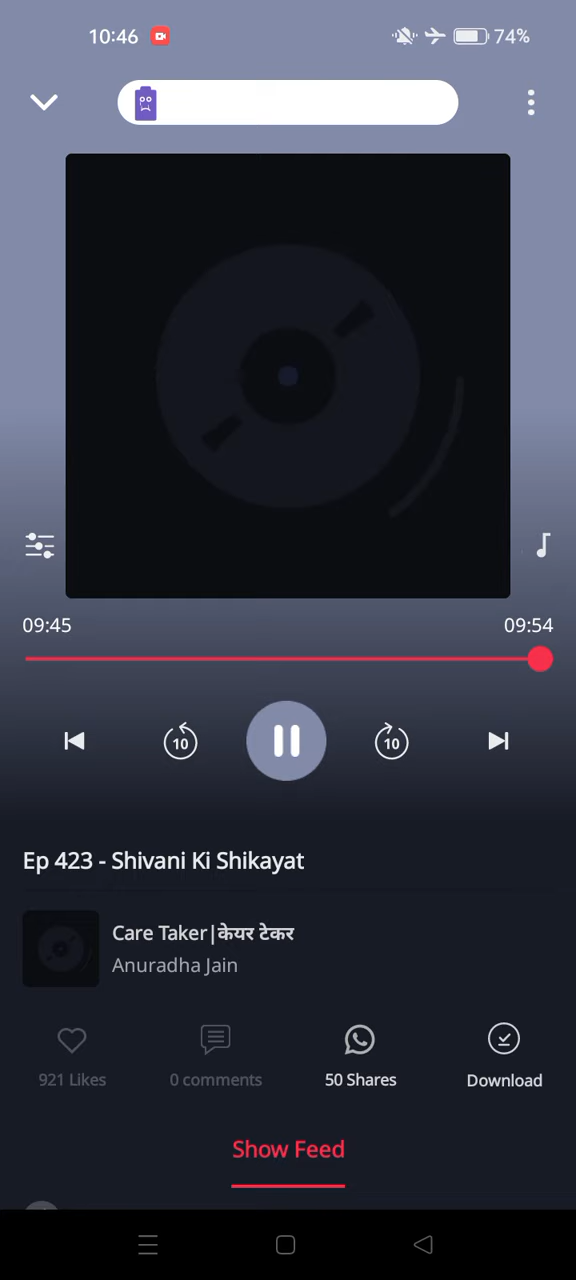 10:46
74%
09:45
09:54
10
10
Ep 423 - Shivani Ki Shikayat
Care Taker|केयर टेकर
Anuradha Jain
921 Likes
0 comments
50 Shares
Download
Show Feed